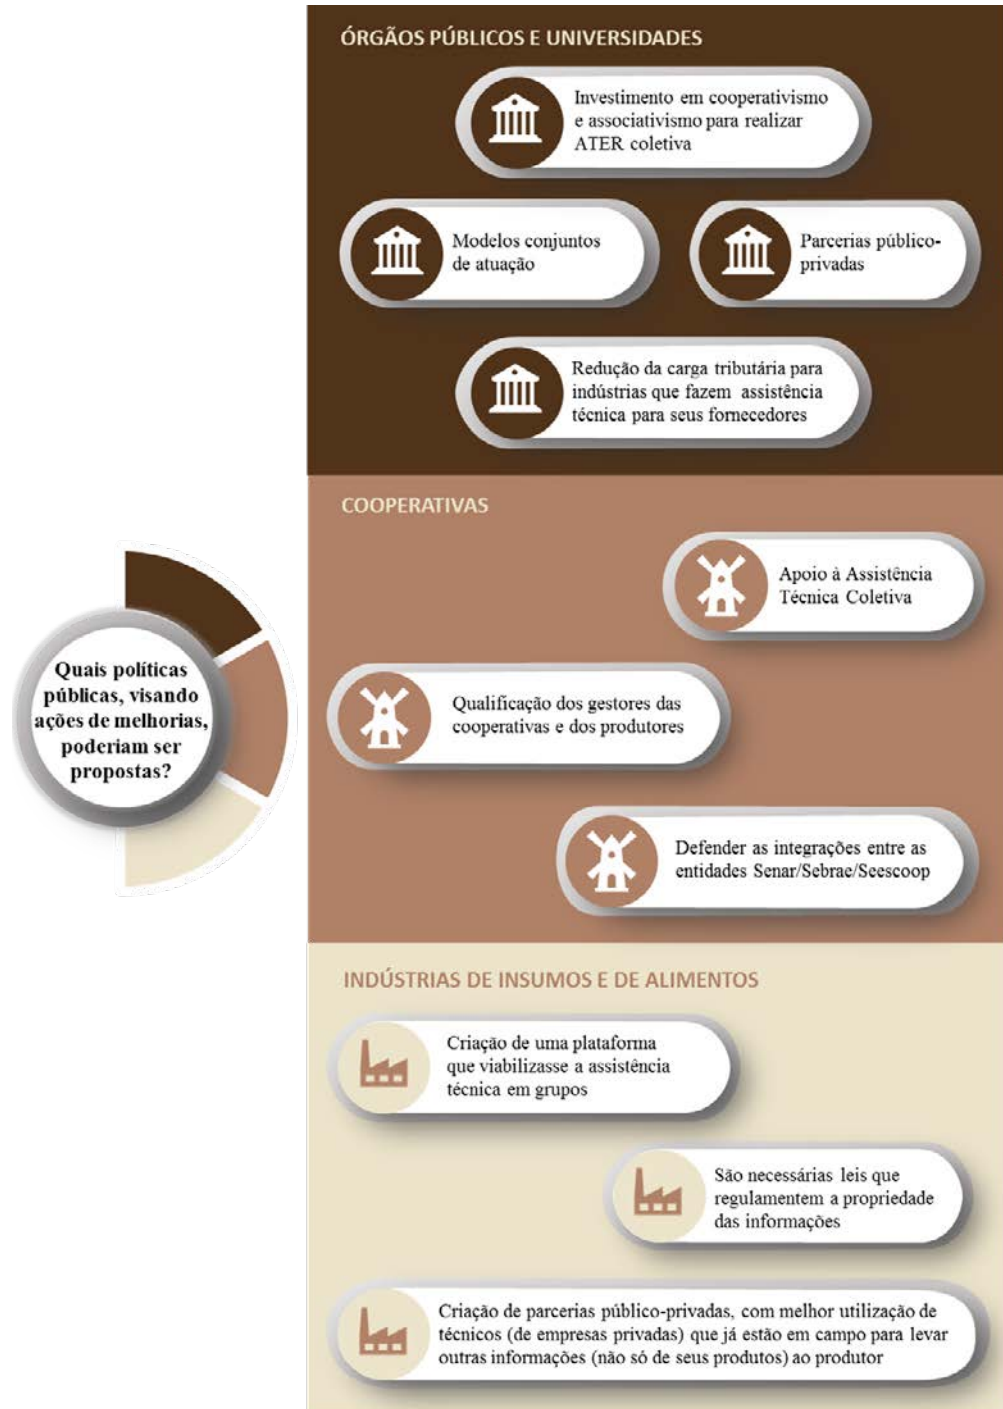 ÓRGÃOS PÚBLICOS E UNIVERSIDADES
Investimento em cooperativismo
e associativismo para realizar
ATER coletiva
Modelos conjuntos
de atuação
Parcerias público-
privadas
Redução da carga tributária para
indústrias que fazem assistência
técnica para seus fornecedores
Quais políticas
públicas, visando
ações de melhorias,
poderiam ser
propostas?
COOPERATIVAS
Apoio à Assistência
Técnica Coletiva
Qualificação dos gestores das
cooperativas e dos produtores
Defender as integrações entre as
entidades Senar/Sebrae/Seescoop
INDÚSTRIAS DE INSUMOS E DE ALIMENTOS
Criação de uma plataforma
que viabilizasse a assistência
técnica em grupos
São necessárias leis que
regulamentem a propriedade
das informações
Criação de parcerias público-privadas, com melhor utilização de
técnicos (de empresas privadas) que já estão em campo para levar
outras informações (não só de seus produtos) ao produtor